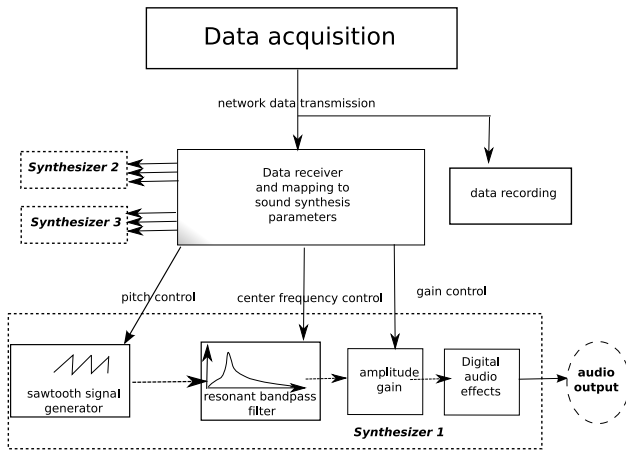 Data acquisition
network data transmission
Synthesizer 2
Data receiver
and mapping to
sound synthesis
parameters
data recording
Synthesizer 3
pitch control
center frequency control
gain control
sawtooth signal
generator
resonant bandpass
filter
amplitude
gain
Digital
audio
effects
audio
output
Synthesizer 1